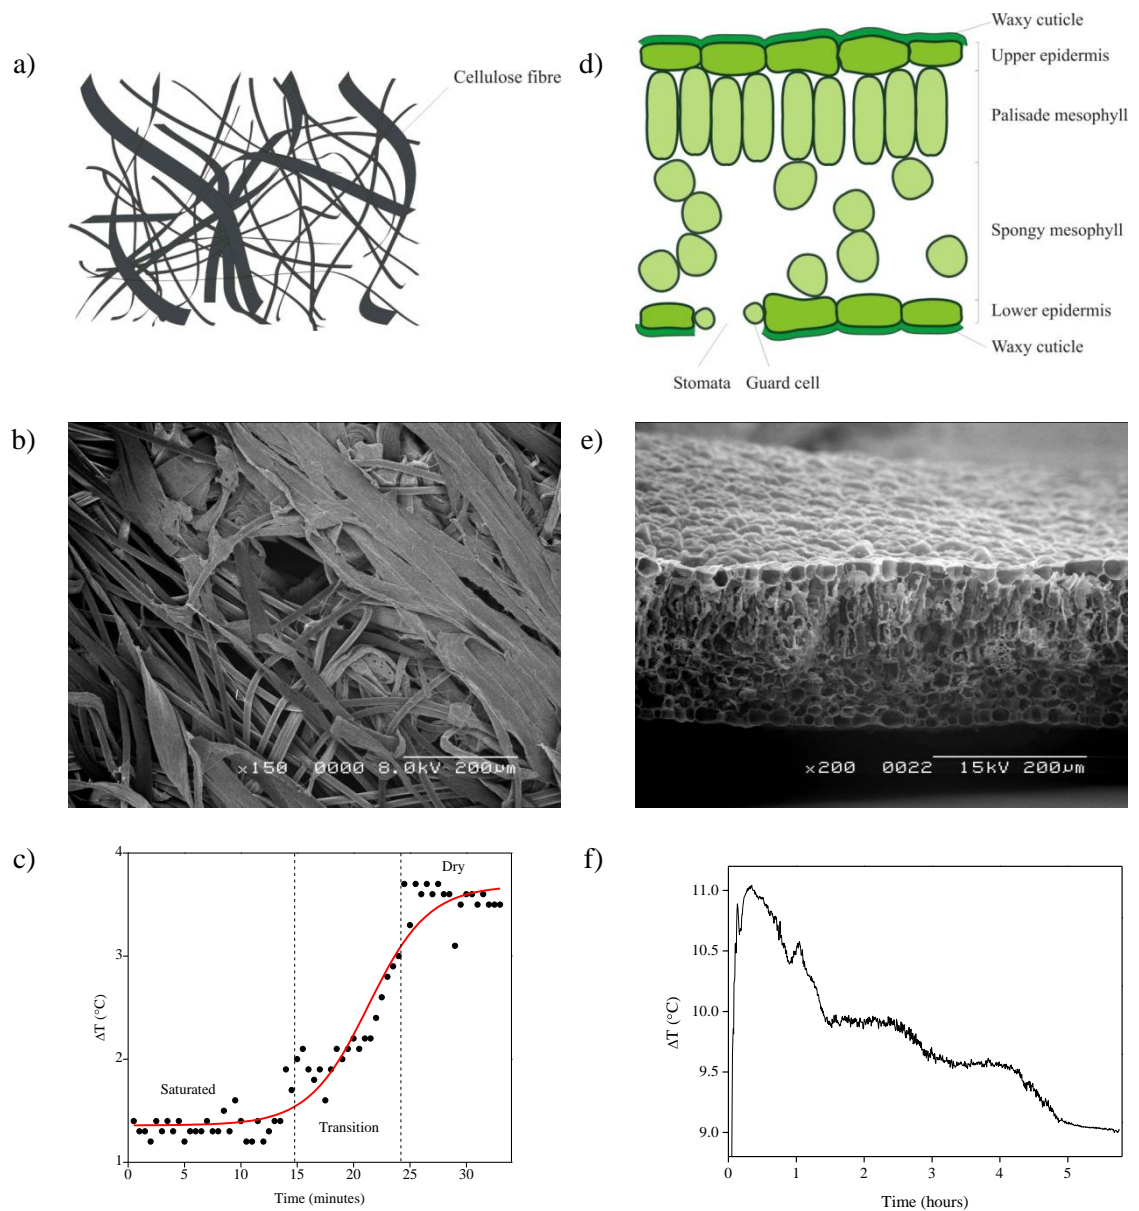 a)
Cellulose fibre
d)
Waxy cuticle
Upper epidermis
Palisade mesophyll
Spongy mesophyll
Lower epidermis
Waxy cuticle
Stomata
Guard cell
b)
×150 0000 8.0kV 200µm
e)
×200 0022 15kV 200µm
c)
4
3
2
1
ΔT (°C)
Saturated
Transition
Dry
0
5
10
15
20
25
30
Time (minutes)
f)
11.0
10.5
10.0
9.5
9.0
ΔT (°C)
0
1
2
3
4
5
Time (hours)